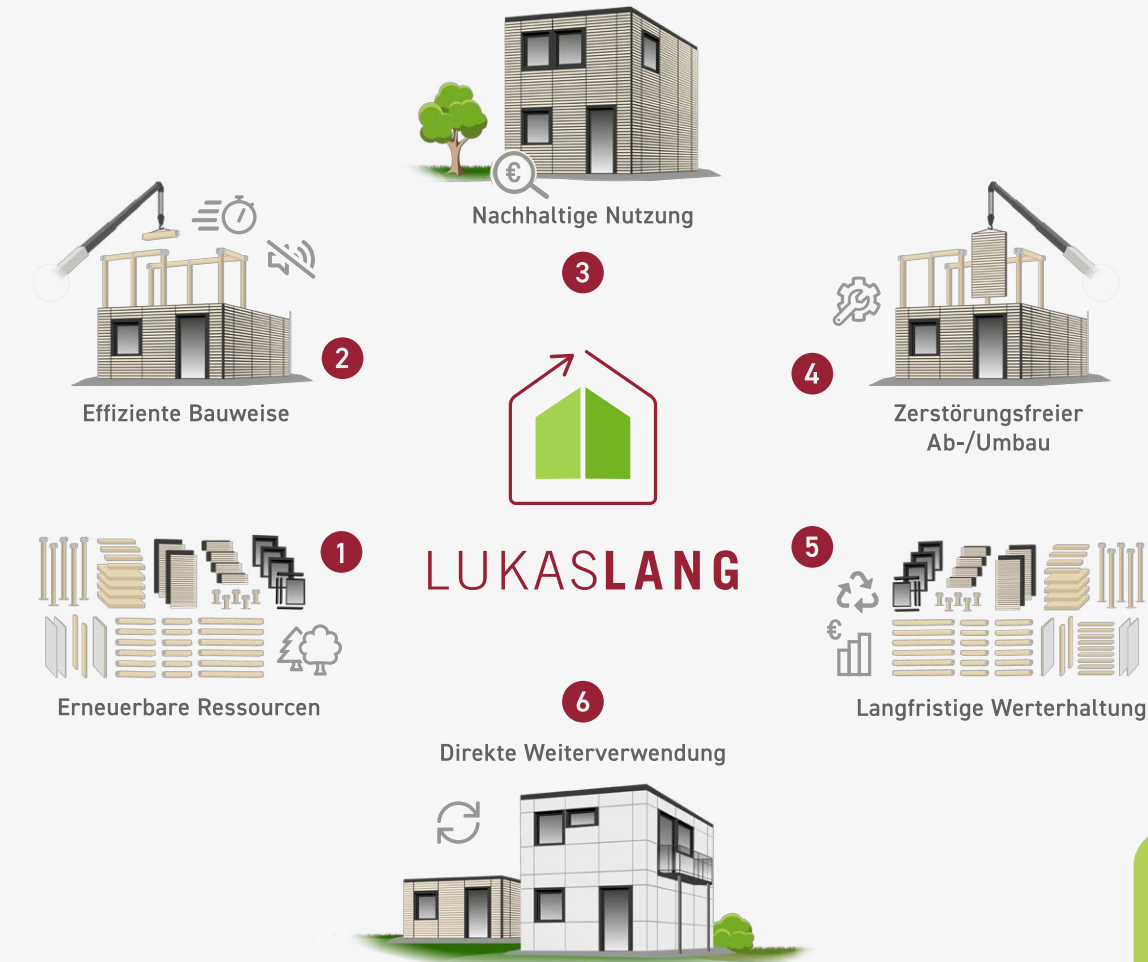 €
Nachhaltige Nutzung
3
2
Effiziente Bauweise
4
Zerstörungsfreier
Ab-/Umbau
1
Erneuerbare Ressourcen
LUKASLANG
5
€
Langfristige Werterhaltung
6
Direkte Weiterverwendung